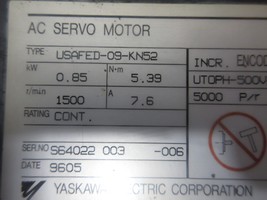 AC SERVO MOTOR
TYPE USAFED-09-KN52
kW 0.85 N·m 5.39
r/min 1500 A 7.6
RATING CONT.
SER.NO S64022 003 -006
DATE 9605
INCR. ENCOD
UTOPH-500V
5000 P/r
YASKAWA ELECTRIC CORPORATION